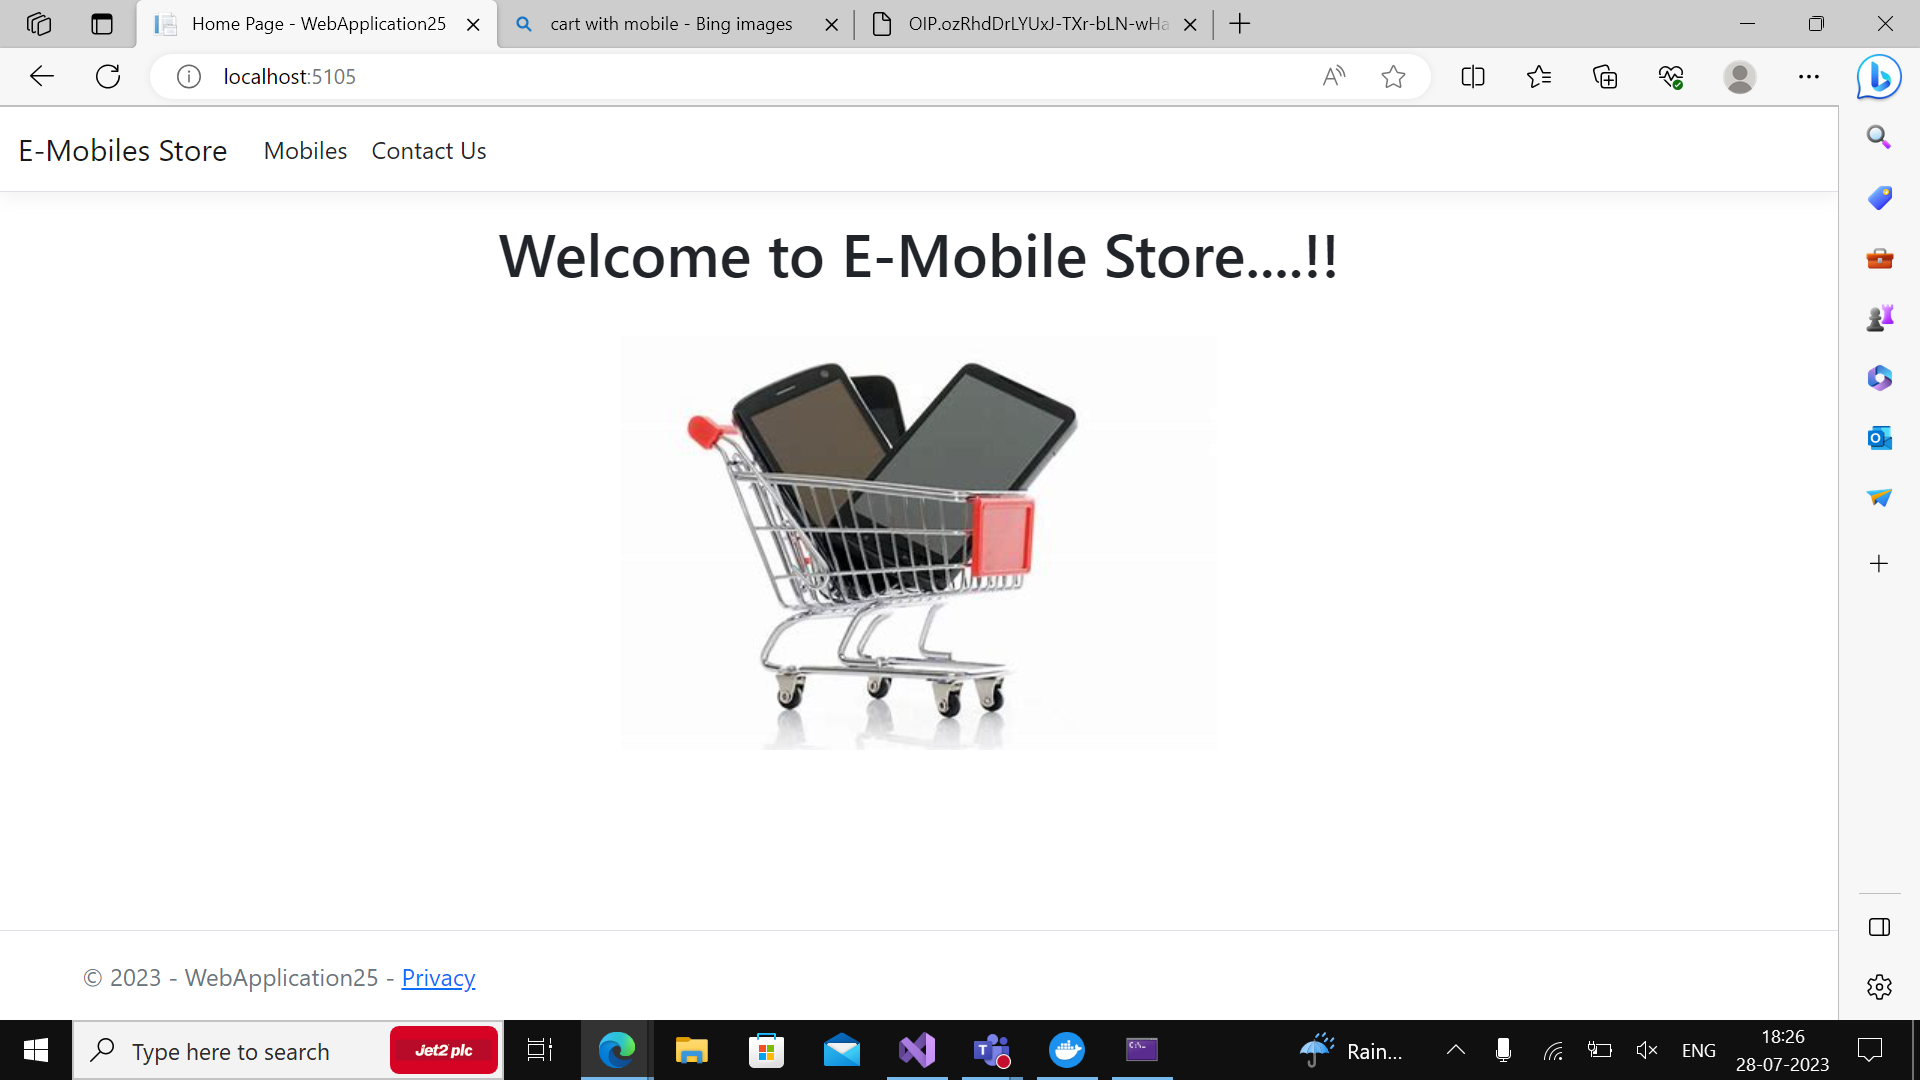 Home Page - WebApplication25
cart with mobile - Bing images
OIP.ozRhdDrLYUxJ-TXr-bLN-wHa
localhost:5105
E-Mobiles Store Mobiles Contact Us
Welcome to E-Mobile Store....!!
© 2023 - WebApplication25 - Privacy
Type here to search
Jet2 plc
Rain...
ENG
18:26
28-07-2023